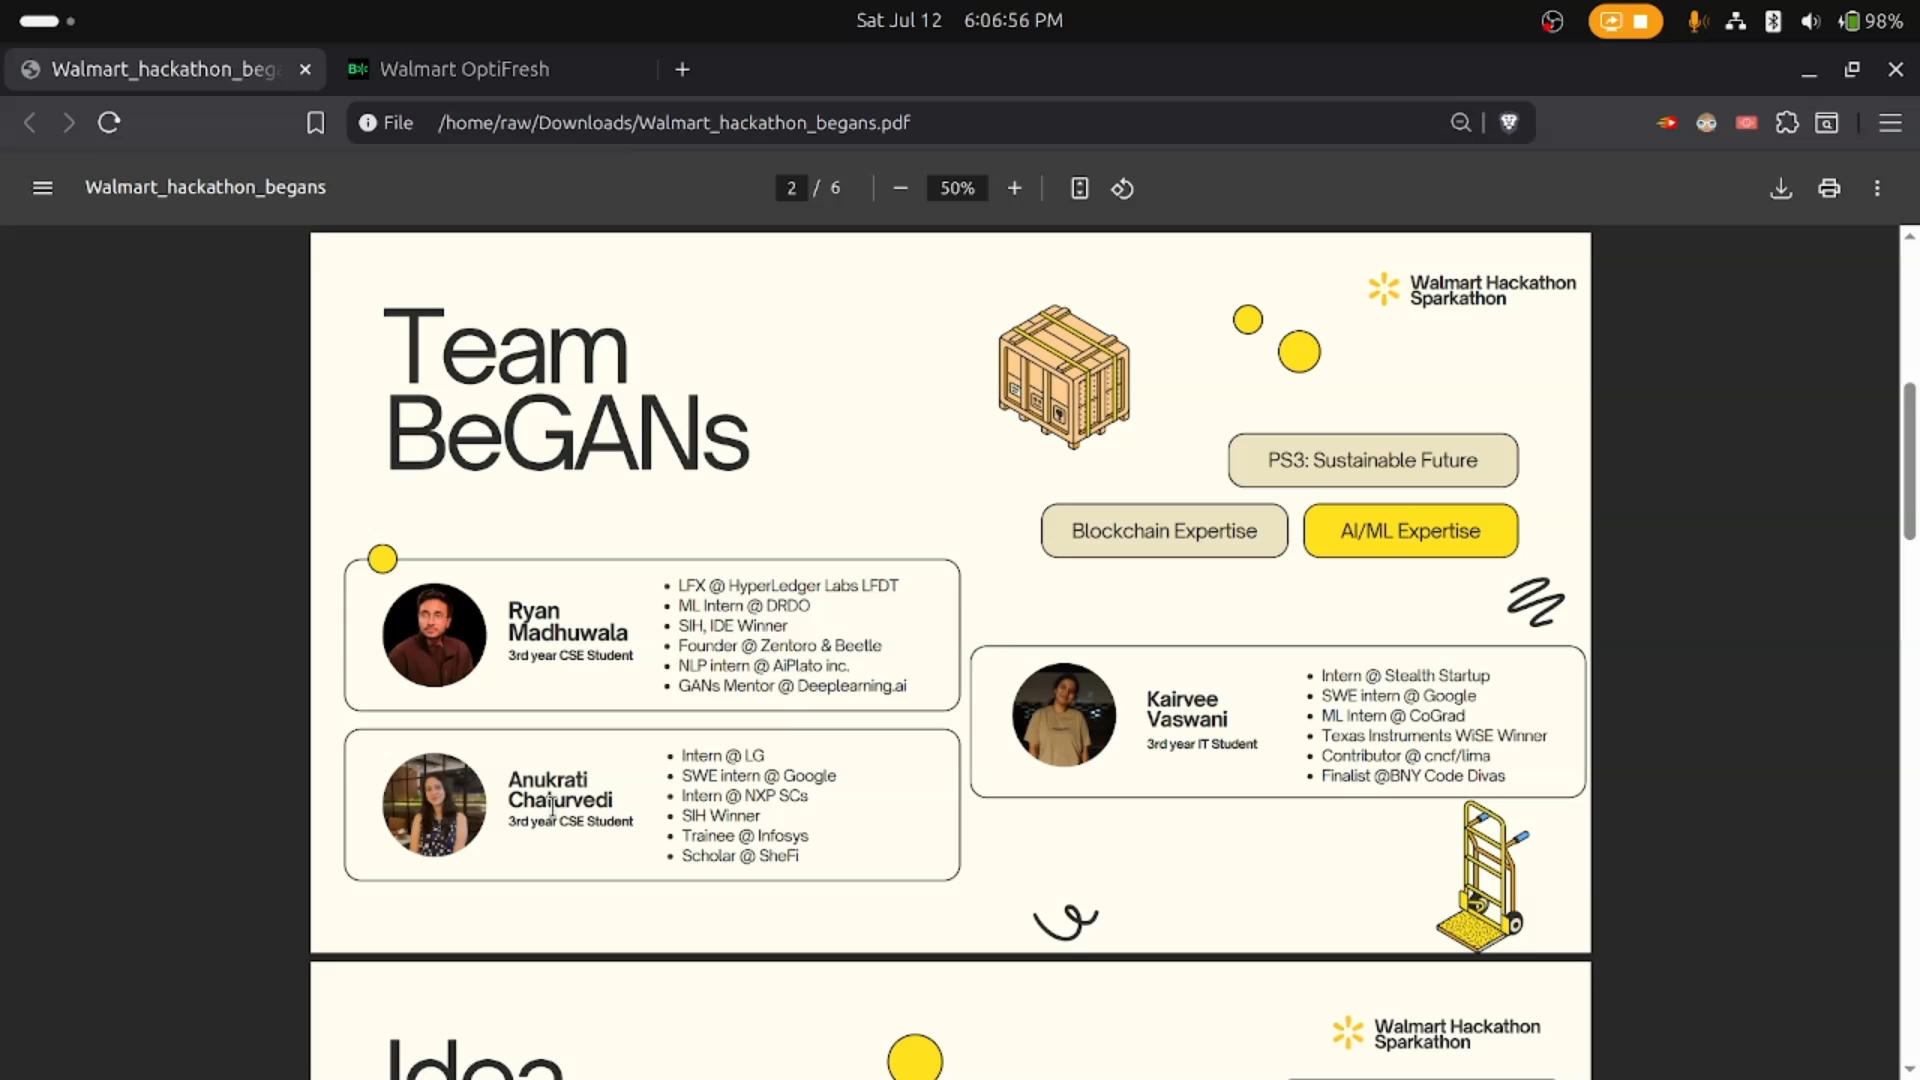 Sat Jul 12 6:06:56 PM
98%
Walmart_hackathon_bega
Walmart OptiFresh
File /home/raw/Downloads/Walmart_hackathon_begans.pdf
Walmart_hackathon_begans
2 / 6
50%
Walmart Hackathon
Sparkathon
Team
BeGANs
PS3: Sustainable Future
Blockchain Expertise
AI/ML Expertise
Ryan
Madhuwala
3rd year CSE Student
• LFX @ HyperLedger Labs LFDT
• ML Intern @ DRDO
• SIH, IDE Winner
• Founder @ Zentoro & Beetle
• NLP intern @ AiPlato inc.
• GANs Mentor @ Deeplearning.ai
Kairvee
Vaswani
3rd year IT Student
• Intern @ Stealth Startup
• SWE intern @ Google
• ML Intern @ CoGrad
• Texas Instruments WiSE Winner
• Contributor @ cncf/lima
• Finalist @BNY Code Divas
Anukrati
Chaturvedi
3rd year CSE Student
• Intern @ LG
• SWE intern @ Google
• Intern @ NXP SCs
• SIH Winner
• Trainee @ Infosys
• Scholar @ SheFi
Walmart Hackathon
Sparkathon
Idea